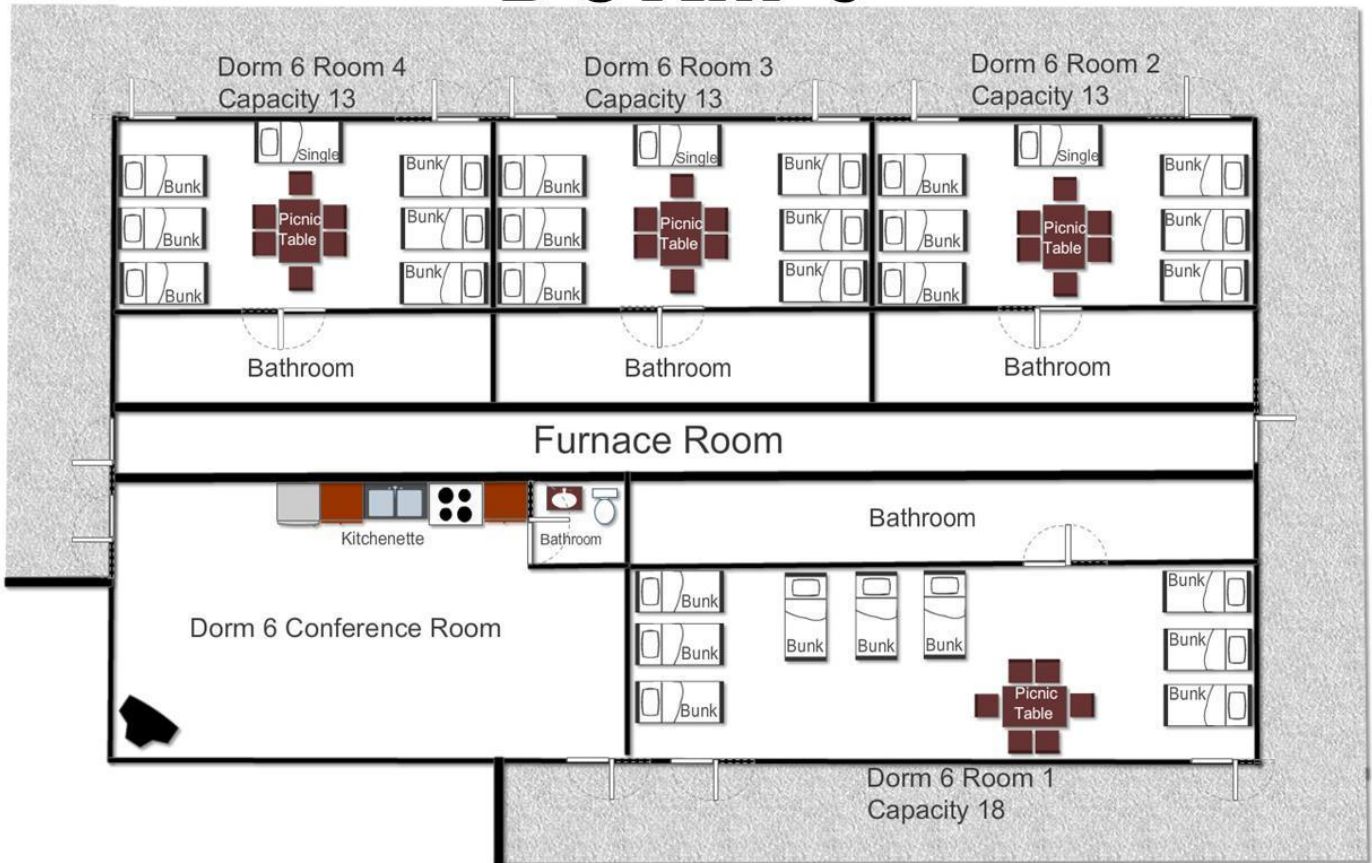 Dorm 6 Room 4
Capacity 13
Dorm 6 Room 3
Capacity 13
Dorm 6 Room 2
Capacity 13
Single
Bunk
Bunk
Bunk
Bunk
Bunk
Bunk
Picnic
Table
Single
Bunk
Bunk
Bunk
Bunk
Bunk
Bunk
Picnic
Table
Single
Bunk
Bunk
Bunk
Bunk
Bunk
Bunk
Picnic
Table
Bathroom
Bathroom
Bathroom
Furnace Room
Kitchenette
Bathroom
Bathroom
Dorm 6 Conference Room
Bunk
Bunk
Bunk
Bunk
Bunk
Bunk
Bunk
Bunk
Bunk
Picnic
Table
Dorm 6 Room 1
Capacity 18